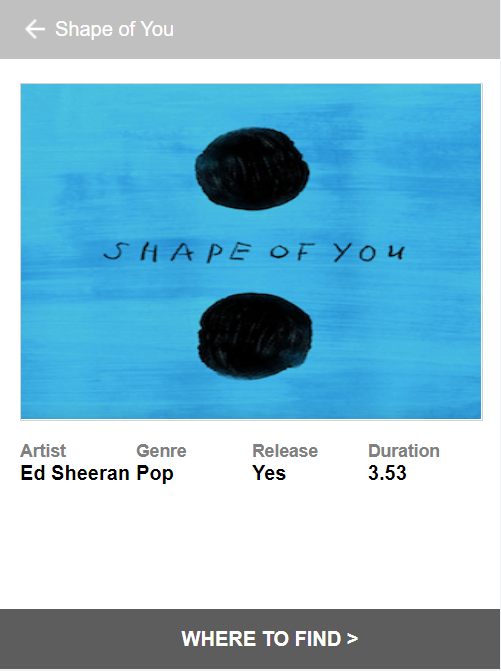 Shape of You
SHAPE OF YOU
Artist Genre Release Duration
Ed Sheeran Pop Yes 3.53
WHERE TO FIND >